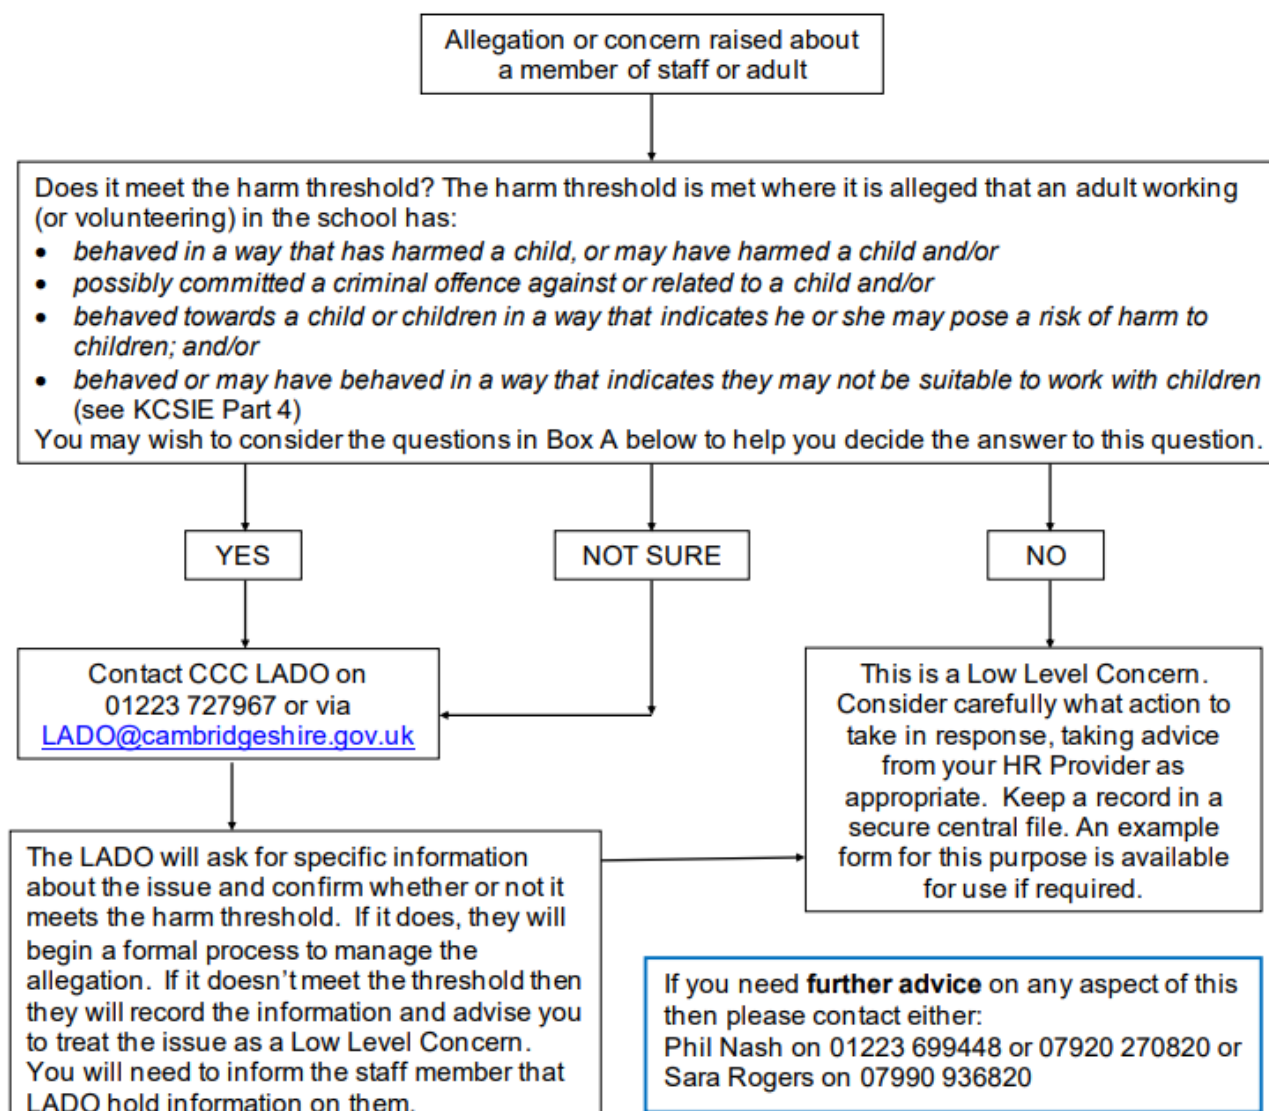 Allegation or concern raised about
a member of staff or adult
Does it meet the harm threshold? The harm threshold is met where it is alleged that an adult working
(or volunteering) in the school has:
• behaved in a way that has harmed a child, or may have harmed a child and/or
• possibly committed a criminal offence against or related to a child and/or
• behaved towards a child or children in a way that indicates he or she may pose a risk of harm to
children; and/or
• behaved or may have behaved in a way that indicates they may not be suitable to work with children
(see KCSIE Part 4)
You may wish to consider the questions in Box A below to help you decide the answer to this question.
YES
NOT SURE
NO
Contact CCC LADO on
01223 727967 or via
LADO@cambridgeshire.gov.uk
This is a Low Level Concern.
Consider carefully what action to
take in response, taking advice
from your HR Provider as
appropriate. Keep a record in a
secure central file. An example
form for this purpose is available
for use if required.
The LADO will ask for specific information
about the issue and confirm whether or not it
meets the harm threshold. If it does, they will
begin a formal process to manage the
allegation. If it doesn't meet the threshold then
they will record the information and advise you
to treat the issue as a Low Level Concern.
You will need to inform the staff member that
LADO hold information on them.
If you need further advice on any aspect of this
then please contact either:
Phil Nash on 01223 699448 or 07920 270820 or
Sara Rogers on 07990 936820